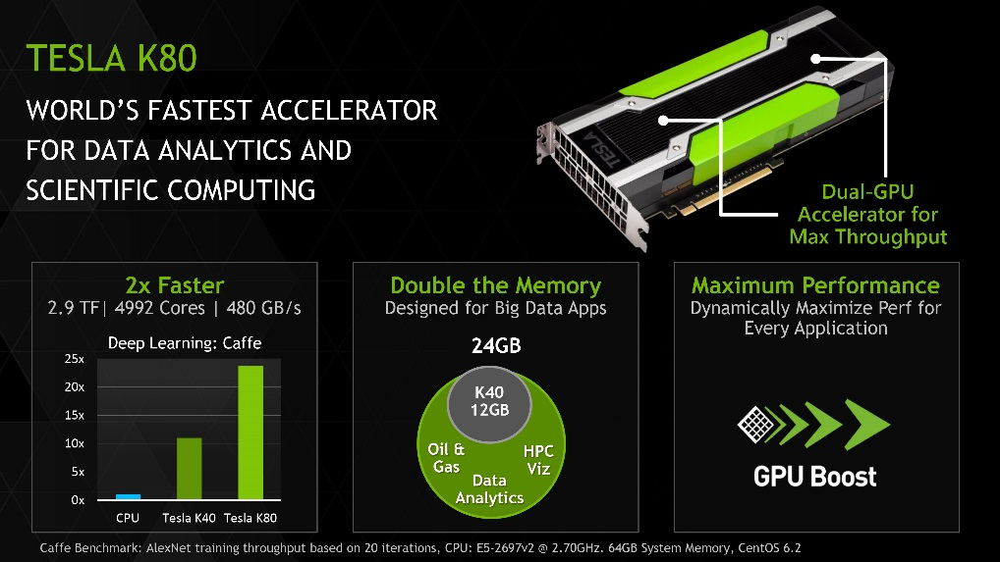 TESLA K80
WORLD'S FASTEST ACCELERATOR
FOR DATA ANALYTICS AND
SCIENTIFIC COMPUTING
TESLA
Dual-GPU
Accelerator for
Max Throughput
2x Faster
2.9 TF| 4992 Cores | 480 GB/s
Deep Learning: Caffe
25x
20x
15x
10x
5x
0x
CPU
Tesla K40
Tesla K80
Double the Memory
Designed for Big Data Apps
24GB
K40
12GB
Oil &
Gas
HPC
Viz
Data
Analytics
Maximum Performance
Dynamically Maximize Perf for
Every Application
GPU Boost
Caffe Benchmark: AlexNet training throughput based on 20 iterations, CPU: E5-2697v2 @ 2.70GHz. 64GB System Memory, CentOS 6.2